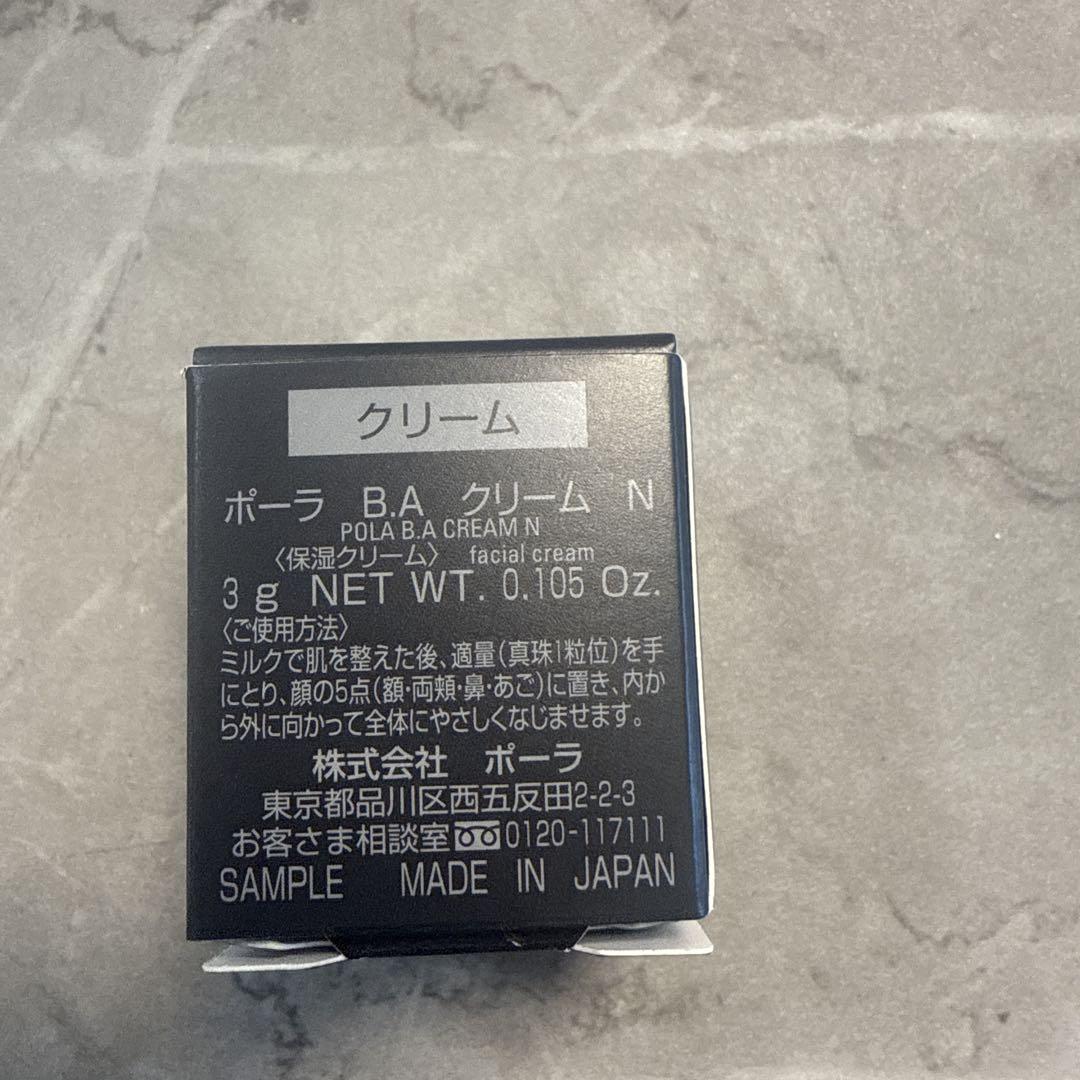 クリーム
ポーラ B.A クリーム N
POLA B.A CREAM N
〈保湿クリーム〉 facial cream
3 g NET WT. 0.105 Oz.
〈ご使用方法〉
ミルクで肌を整えた後、適量(真珠1粒位)を手
にとり、顔の5点(額・両頬・鼻・あご)に置き、内か
ら外に向かって全体にやさしくなじませます。
株式会社 ポーラ
東京都品川区西五反田2-2-3
お客さま相談室 0120-117111
SAMPLE MADE IN JAPAN